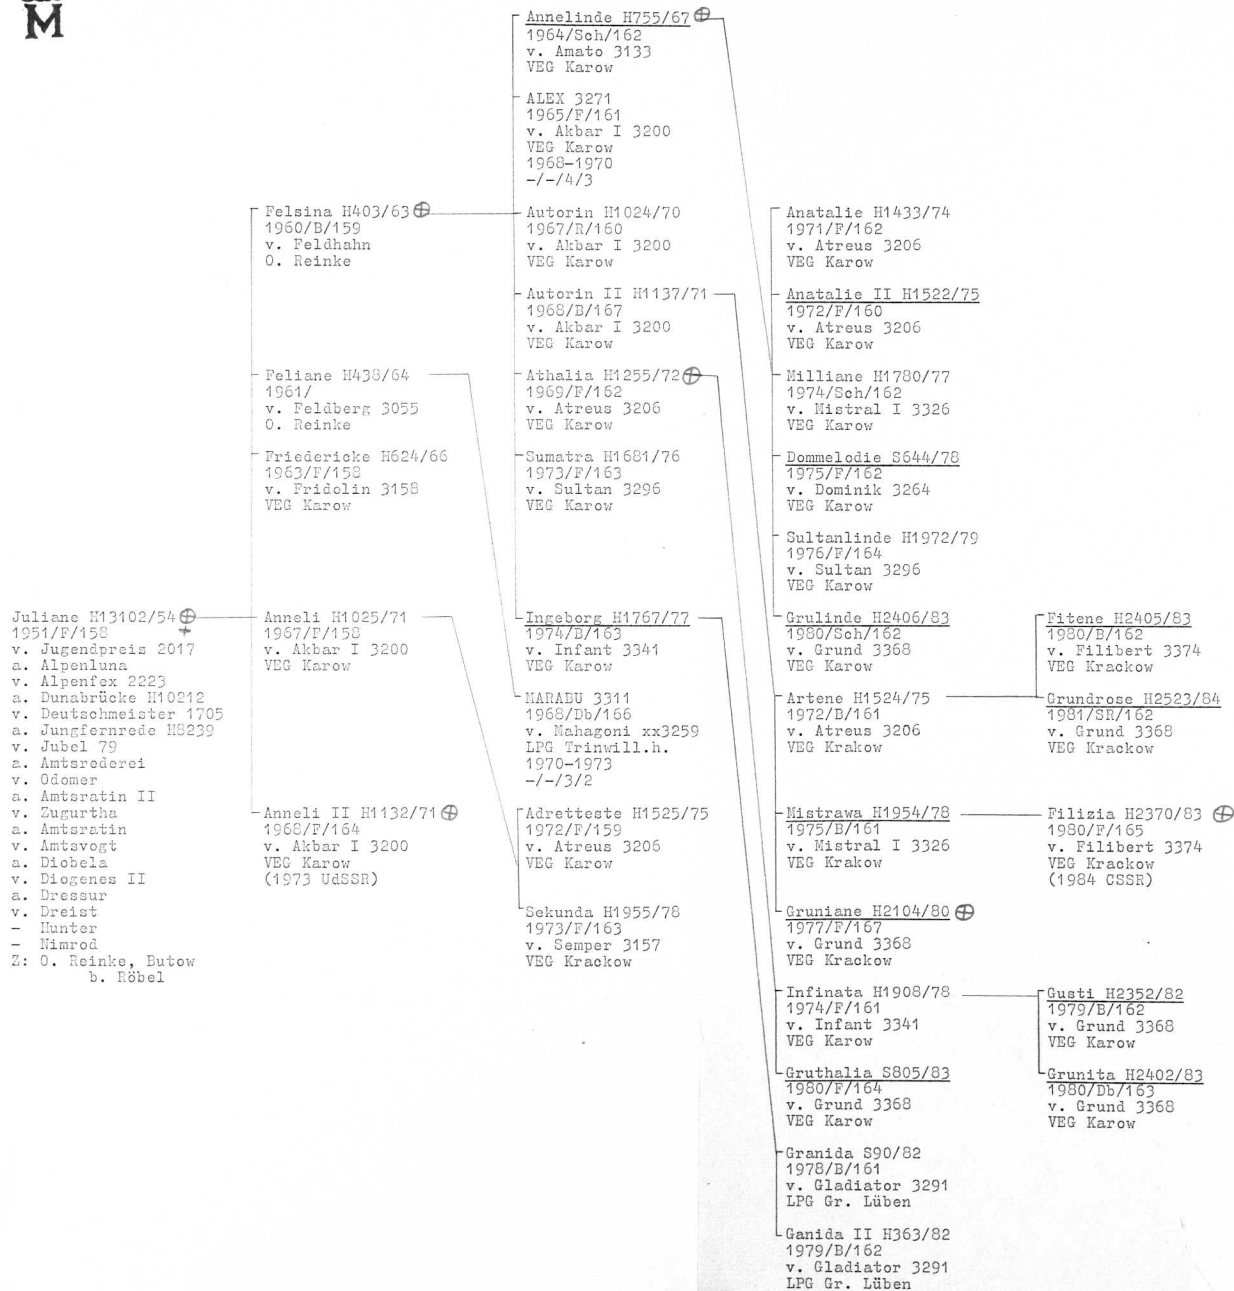 M
Juliane H13102/54
1951/F/158
v. Jugendpreis 2017
a. Alpenluna
v. Alpenfex 2223
a. Dunabrücke H10212
v. Deutschmeister 1705
a. Jungfernrede H8239
v. Jubel 79
a. Amtsrederei
v. Odomer
a. Amtsratin II
v. Zugurtha
a. Amtsratin
v. Amtsvogt
a. Diobela
v. Diogenes II
a. Dressur
v. Dreist
- Hunter
- Nimrod
Z: O. Reinke, Butow
b. Röbel
Felsina H403/63
1960/B/159
v. Feldhahn
O. Reinke
Feliane H438/64
1961/
v. Feldberg 3055
O. Reinke
Friedericke H624/66
1963/F/158
v. Fridolin 3158
VEG Karow
Anneli H1025/71
1967/F/158
v. Akbar I 3200
VEG Karow
Anneli II H1132/71
1968/F/164
v. Akbar I 3200
VEG Karow
(1973 UdSSR)
Annelinde H755/67
1964/Sch/162
v. Amato 3133
VEG Karow
ALEX 3271
1965/F/161
v. Akbar I 3200
VEG Karow
1968-1970
-/-/4/3
Autorin H1024/70
1967/R/160
v. Akbar I 3200
VEG Karow
Autorin II H1137/71
1968/B/167
v. Akbar I 3200
VEG Karow
Athalia H1255/72
1969/F/162
v. Atreus 3206
VEG Karow
Sumatra H1681/76
1973/F/163
v. Sultan 3296
VEG Karow
Ingeborg H1767/77
1974/B/163
v. Infant 3341
VEG Karow
MARABU 3311
1968/Db/166
v. Mahagoni xx3259
LPG Trinwill.h.
1970-1973
-/-/3/2
Adretteste H1525/75
1972/F/159
v. Atreus 3206
VEG Karow
Sekunda H1955/78
1973/F/163
v. Semper 3157
VEG Krackow
Anatalie H1433/74
1971/F/162
v. Atreus 3206
VEG Karow
Anatalie II H1522/75
1972/F/160
v. Atreus 3206
VEG Karow
Milliane H1780/77
1974/Sch/162
v. Mistral I 3326
VEG Karow
Dommelodie S644/78
1975/F/162
v. Dominik 3264
VEG Karow
Sultanlinde H1972/79
1976/F/164
v. Sultan 3296
VEG Karow
Grulinde H2406/83
1980/Sch/162
v. Grund 3368
VEG Karow
Artene H1524/75
1972/B/161
v. Atreus 3206
VEG Krakow
Mistrawa H1954/78
1975/B/161
v. Mistral I 3326
VEG Krakow
Gruniane H2104/80
1977/F/167
v. Grund 3368
VEG Krackow
Infinata H1908/78
1974/F/161
v. Infant 3341
VEG Karow
Gruthalia S805/83
1980/F/164
v. Grund 3368
VEG Karow
Granida S90/82
1978/B/161
v. Gladiator 3291
LPG Gr. Lüben
Ganida II H363/82
1979/B/162
v. Gladiator 3291
LPG Gr. Lüben
Fitene H2405/83
1980/B/162
v. Filibert 3374
VEG Krackow
Grundrose H2523/84
1981/SR/162
v. Grund 3368
VEG Krackow
Filizia H2370/83
1980/F/165
v. Filibert 3374
VEG Krackow
(1984 CSSR)
Gusti H2352/82
1979/B/162
v. Grund 3368
VEG Karow
Grunita H2402/83
1980/Db/163
v. Grund 3368
VEG Karow